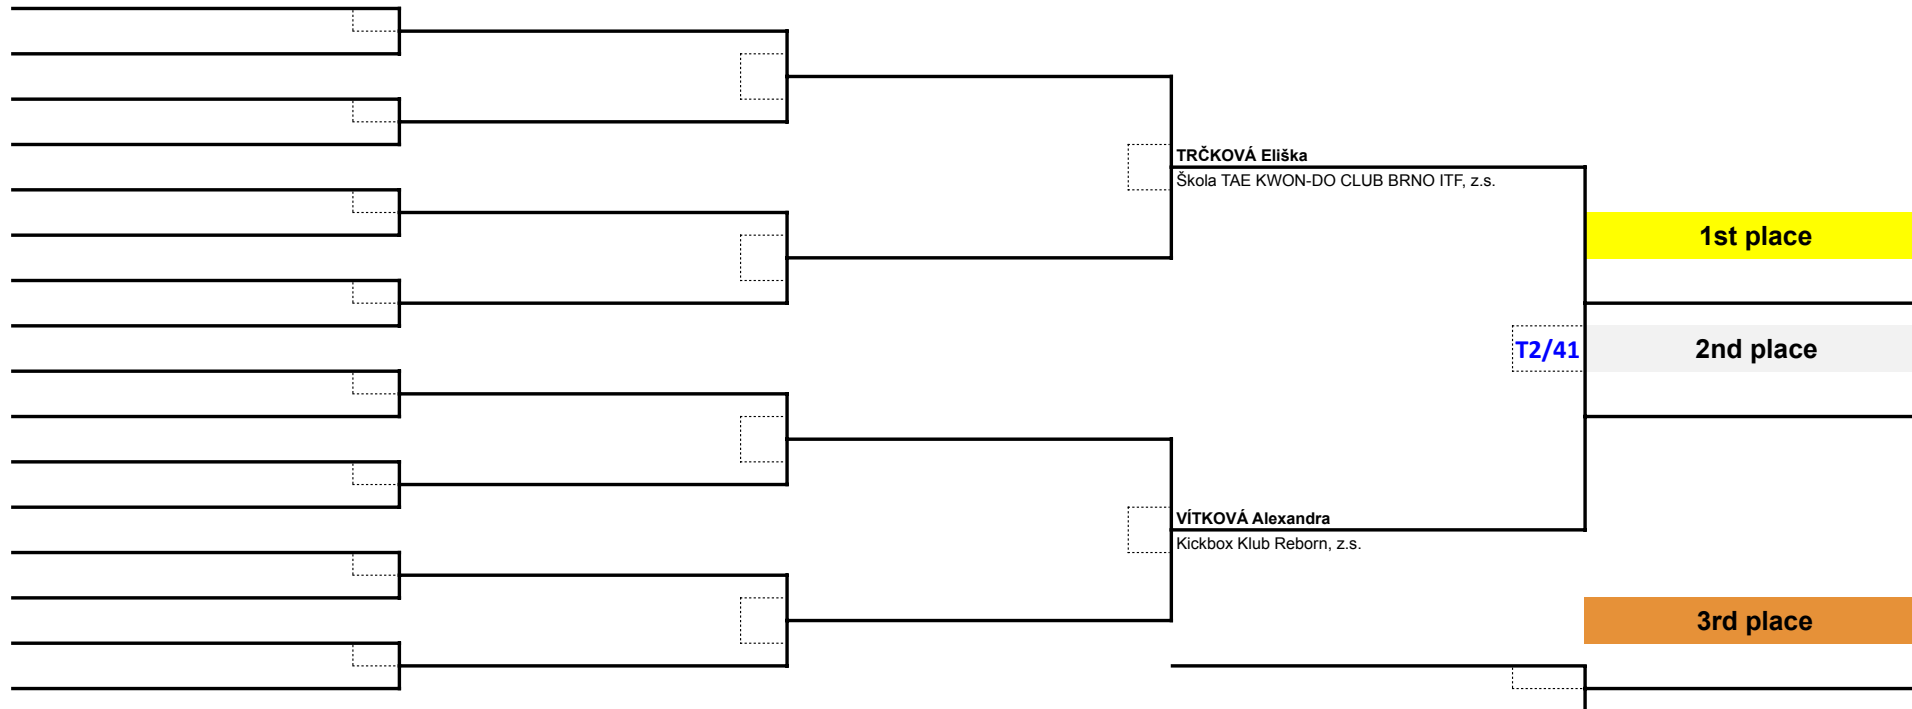 TRČKOVÁ Eliška
Škola TAE KWON-DO CLUB BRNO ITF, z.s.
1st place
T2/41
2nd place
VÍTKOVÁ Alexandra
Kickbox Klub Reborn, z.s.
3rd place